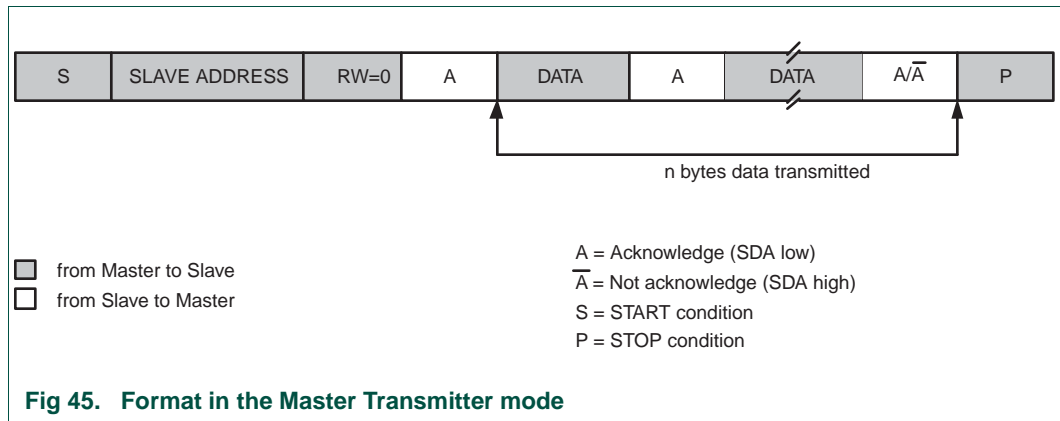 S SLAVE ADDRESS RW=0 A DATA A DATA A/A̅ P
n bytes data transmitted
from Master to Slave
from Slave to Master
A = Acknowledge (SDA low)
A̅ = Not acknowledge (SDA high)
S = START condition
P = STOP condition
Fig 45. Format in the Master Transmitter mode